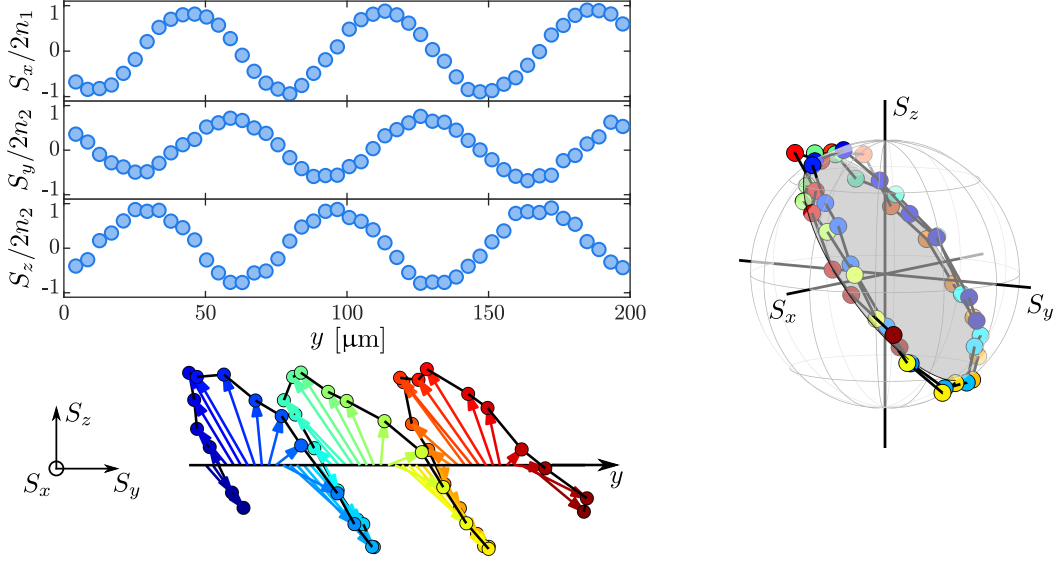 S_x/2n_1
1
0
-1
S_y/2n_2
1
0
-1
S_z/2n_2
1
0
-1
0 50 100 150 200
y [μm]
S_z
S_x
S_y
y
S_z
S_x
S_y